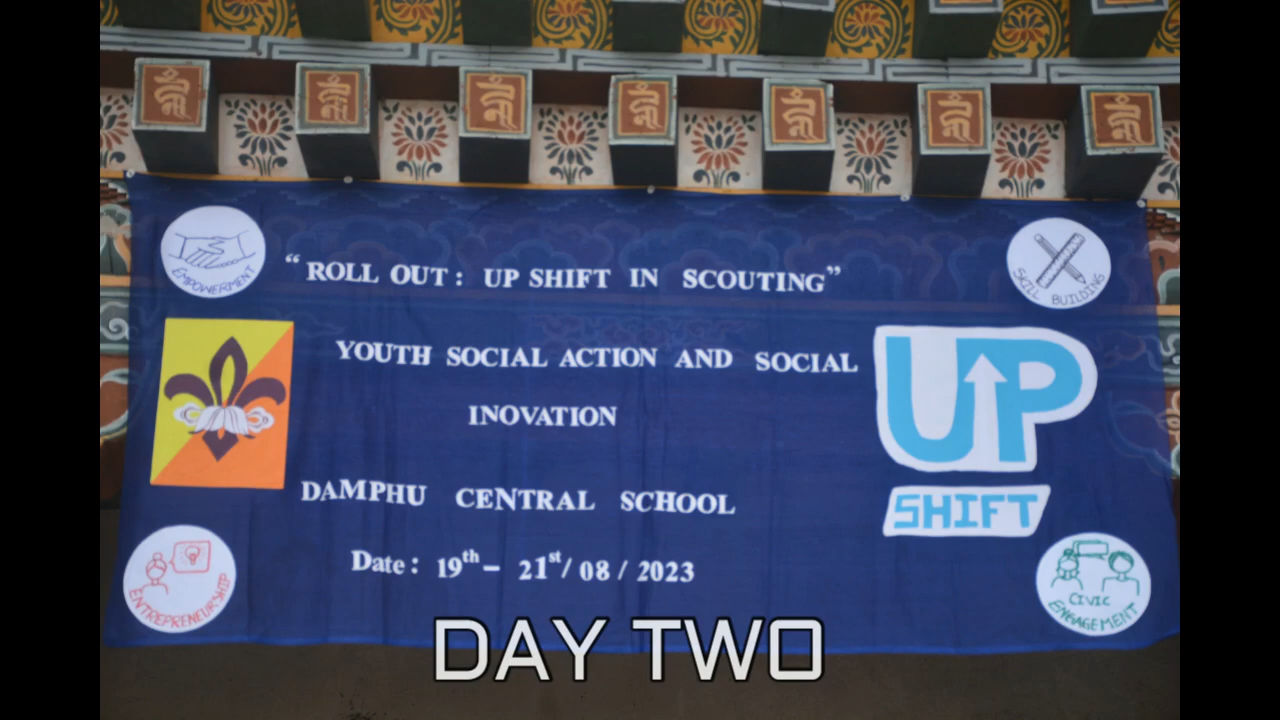 EMPOWERMENT
SKILL BUILDING
“ ROLL OUT : UP SHIFT IN SCOUTING”
YOUTH SOCIAL ACTION AND SOCIAL
INOVATION
UP
SHIFT
DAMPHU CENTRAL SCHOOL
Date : 19th – 21st/ 08 / 2023
ENTREPRENEURSHIP
CIVIC
ENGAGEMENT
DAY TWO